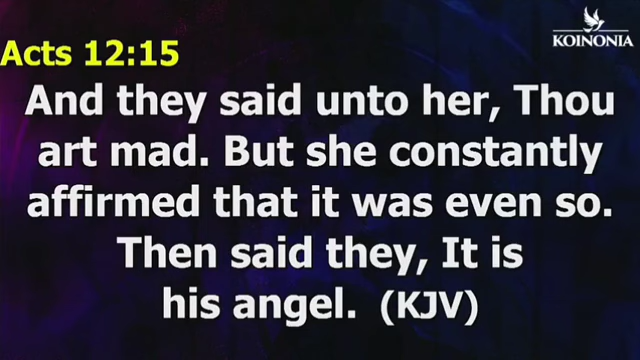 KOINONIA
Acts 12:15
And they said unto her, Thou
art mad. But she constantly
affirmed that it was even so.
Then said they, It is
his angel. (KJV)